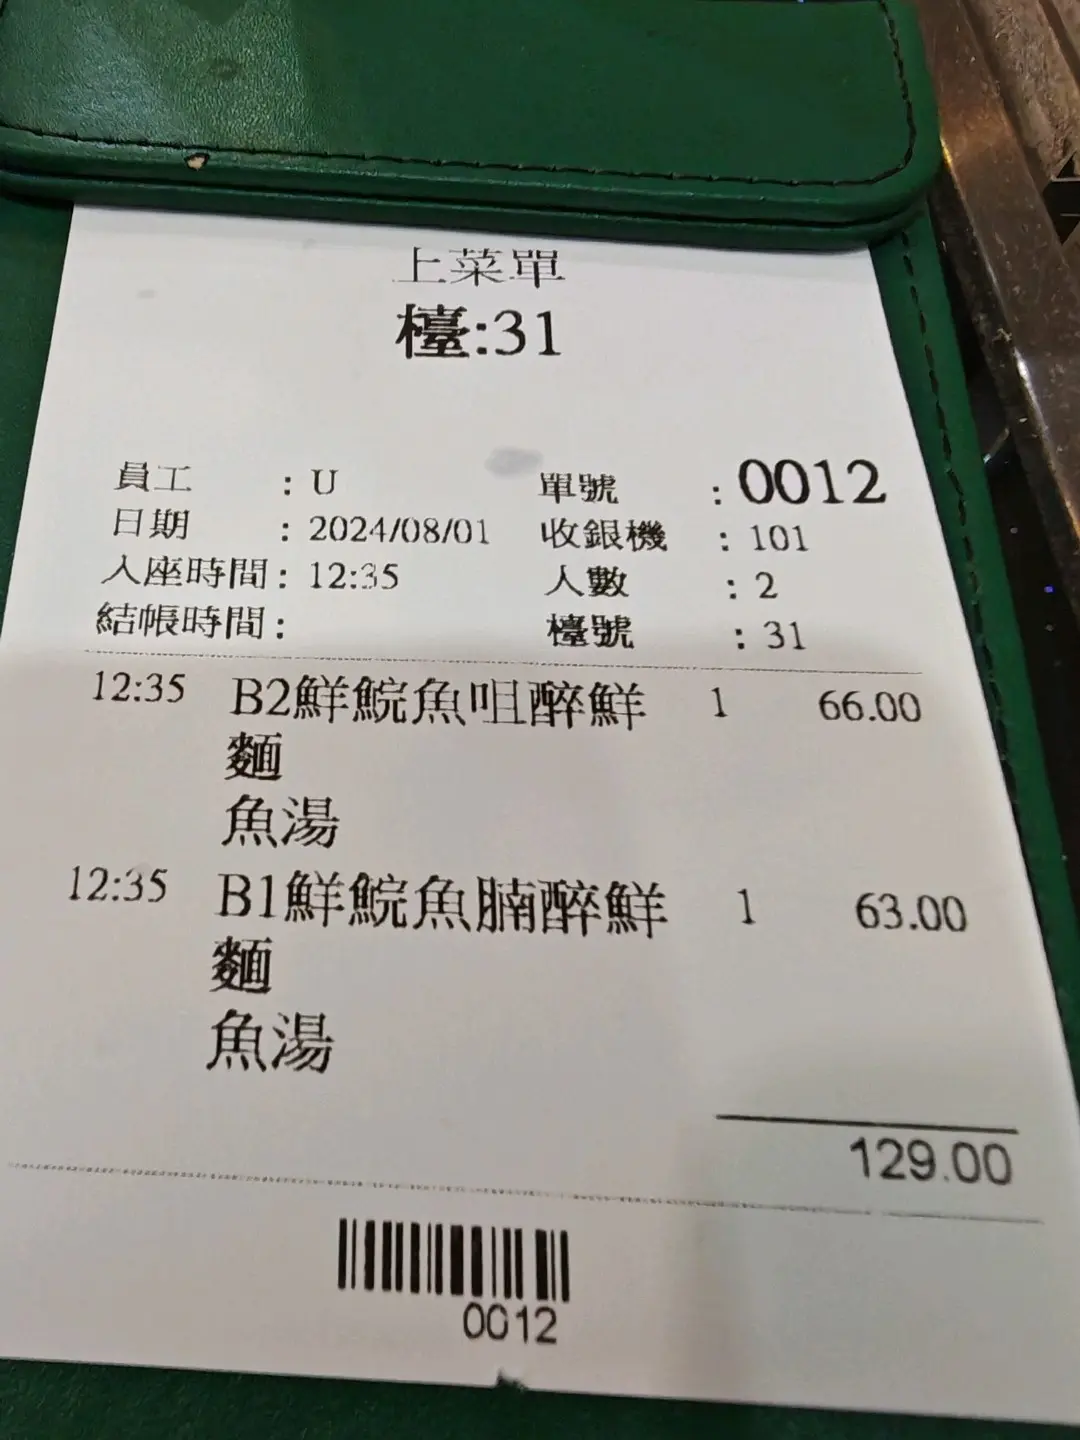 上菜單
檯:31
員工 : U 單號 : 0012
日期 : 2024/08/01 收銀機 : 101
入座時間 : 12:35 人數 : 2
結帳時間 : 檯號 : 31
12:35 B2鮮鯇魚咀醉鮮 1 66.00
麵
魚湯
12:35 B1鮮鯇魚腩醉鮮 1 63.00
麵
魚湯
129.00
0012